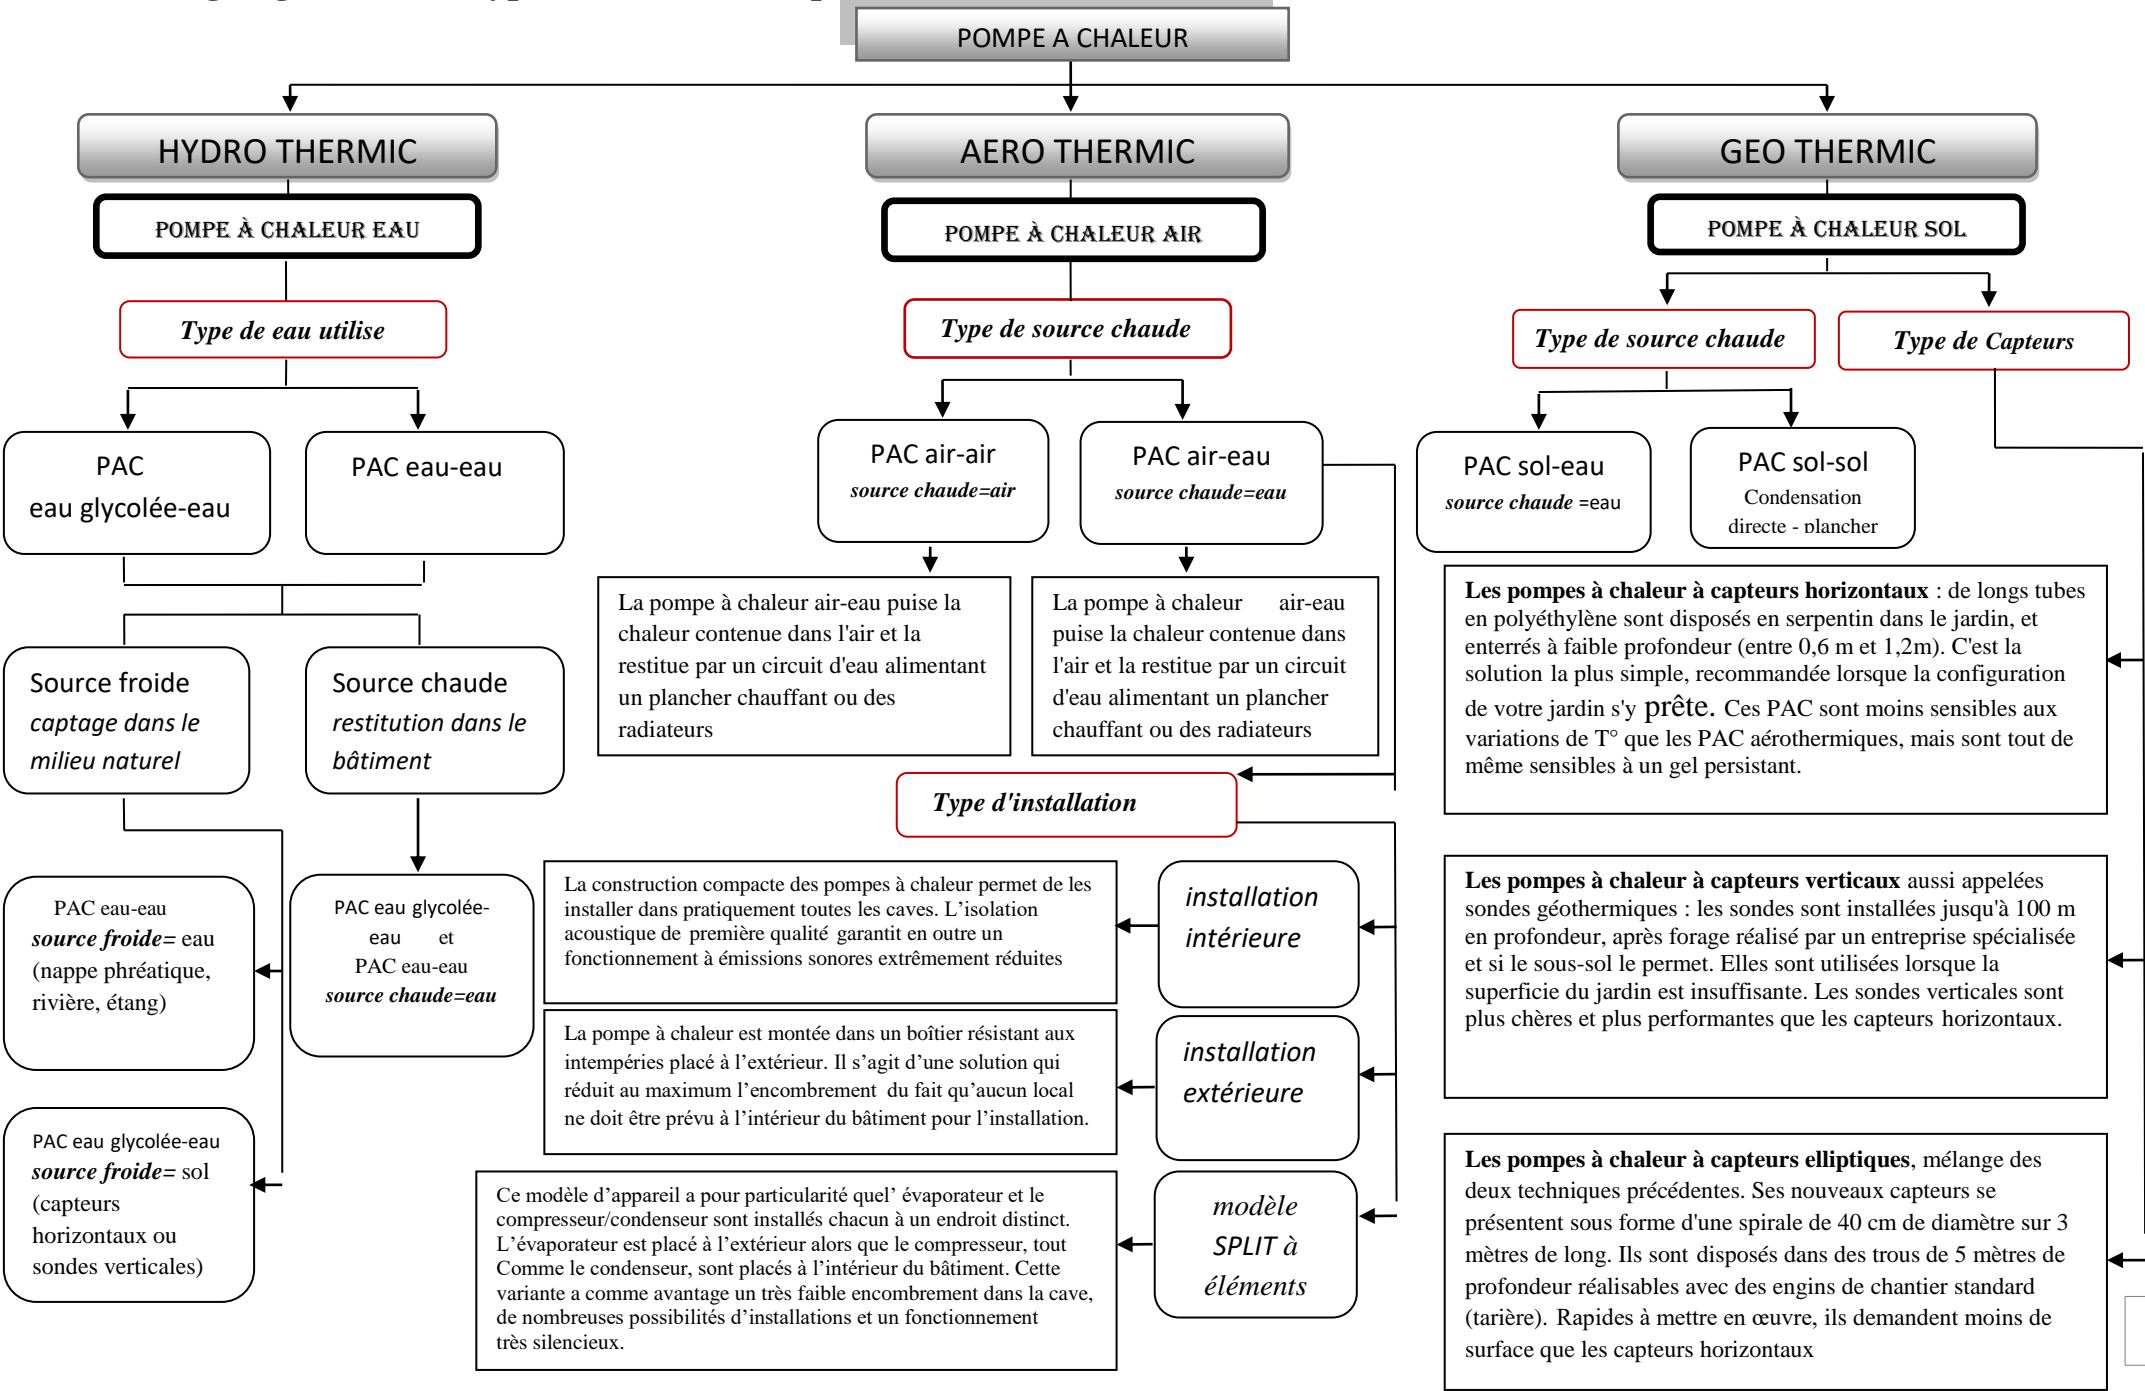 POMPE A CHALEUR
HYDRO THERMIC
POMPE À CHALEUR EAU
Type de eau utilise
PAC
eau glycolée-eau
PAC eau-eau
Source froide
captage dans le
milieu naturel
Source chaude
restitution dans le
bâtiment
PAC eau-eau
source froide= eau
(nappe phréatique,
rivière, étang)
PAC eau glycolée-
eau et
PAC eau-eau
source chaude=eau
PAC eau glycolée-eau
source froide= sol
(capteurs
horizontaux ou
sondes verticales)
AERO THERMIC
POMPE À CHALEUR AIR
Type de source chaude
PAC air-air
source chaude=air
PAC air-eau
source chaude=eau
La pompe à chaleur air-eau puise la
chaleur contenue dans l'air et la
restitue par un circuit d'eau alimentant
un plancher chauffant ou des
radiateurs
La pompe à chaleur air-eau
puise la chaleur contenue dans
l'air et la restitue par un circuit
d'eau alimentant un plancher
chauffant ou des radiateurs
Type d'installation
installation
intérieure
La construction compacte des pompes à chaleur permet de les
installer dans pratiquement toutes les caves. L’isolation
acoustique de première qualité garantit en outre un
fonctionnement à émissions sonores extrêmement réduites
installation
extérieure
La pompe à chaleur est montée dans un boîtier résistant aux
intempéries placé à l’extérieur. Il s’agit d’une solution qui
réduit au maximum l’encombrement du fait qu’aucun local
ne doit être prévu à l’intérieur du bâtiment pour l’installation.
modèle
SPLIT à
éléments
Ce modèle d’appareil a pour particularité quel’ évaporateur et le
compresseur/condenseur sont installés chacun à un endroit distinct.
L’évaporateur est placé à l’extérieur alors que le compresseur, tout
Comme le condenseur, sont placés à l’intérieur du bâtiment. Cette
variante a comme avantage un très faible encombrement dans la cave,
de nombreuses possibilités d’installations et un fonctionnement
très silencieux.
GEO THERMIC
POMPE À CHALEUR SOL
Type de source chaude
Type de Capteurs
PAC sol-eau
source chaude =eau
PAC sol-sol
Condensation
directe - plancher
Les pompes à chaleur à capteurs horizontaux : de longs tubes
en polyéthylène sont disposés en serpentin dans le jardin, et
enterrés à faible profondeur (entre 0,6 m et 1,2m). C'est la
solution la plus simple, recommandée lorsque la configuration
de votre jardin s'y prête. Ces PAC sont moins sensibles aux
variations de T° que les PAC aérothermiques, mais sont tout de
même sensibles à un gel persistant.
Les pompes à chaleur à capteurs verticaux aussi appelées
sondes géothermiques : les sondes sont installées jusqu'à 100 m
en profondeur, après forage réalisé par un entreprise spécialisée
et si le sous-sol le permet. Elles sont utilisées lorsque la
superficie du jardin est insuffisante. Les sondes verticales sont
plus chères et plus performantes que les capteurs horizontaux.
Les pompes à chaleur à capteurs elliptiques, mélange des
deux techniques précédentes. Ses nouveaux capteurs se
présentent sous forme d'une spirale de 40 cm de diamètre sur 3
mètres de long. Ils sont disposés dans des trous de 5 mètres de
profondeur réalisables avec des engins de chantier standard
(tarière). Rapides à mettre en œuvre, ils demandent moins de
surface que les capteurs horizontaux